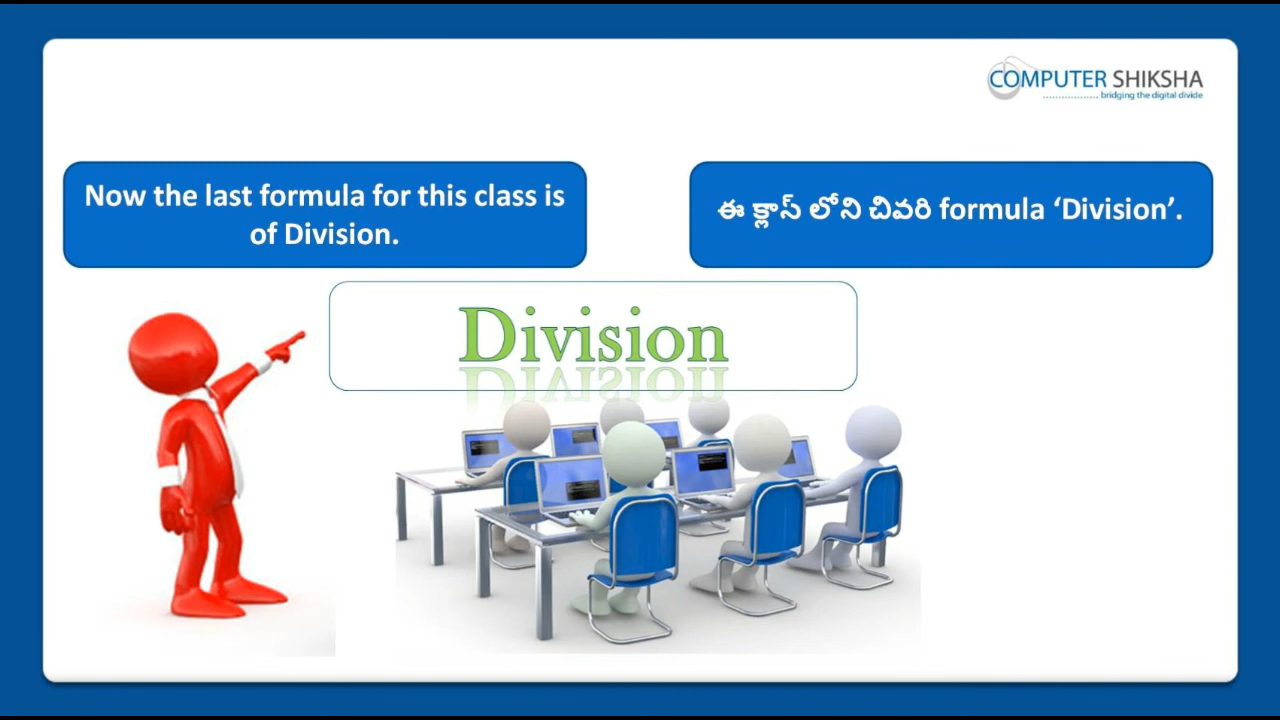 COMPUTER SHIKSHA
bridging the digital divide
Now the last formula for this class is
of Division.
ఈ క్లాస్ లోని చివరి formula ‘Division’.
Division